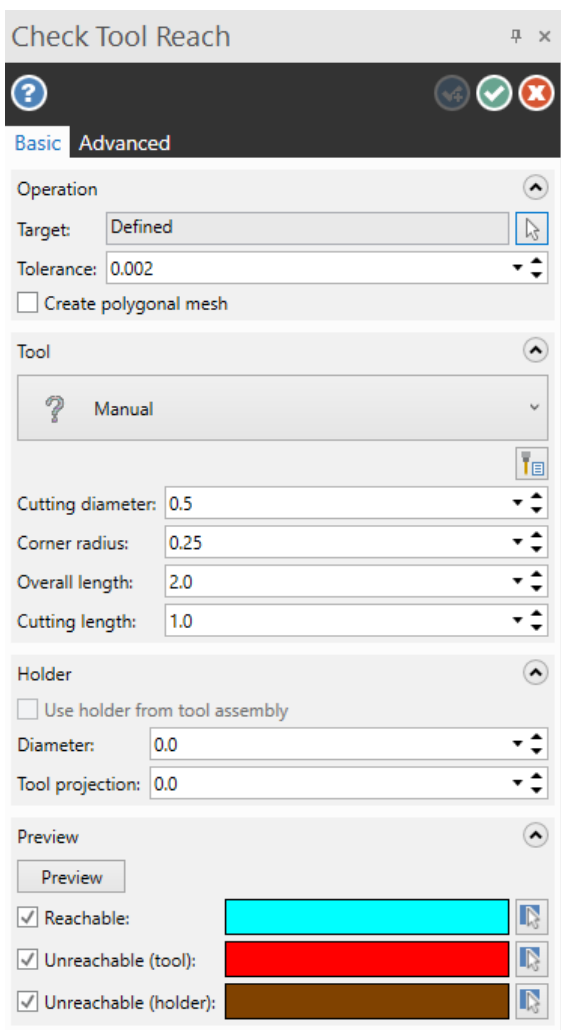 Check Tool Reach
Basic Advanced
Operation
Target: Defined
Tolerance: 0.002
Create polygonal mesh
Tool
Manual
Cutting diameter: 0.5
Corner radius: 0.25
Overall length: 2.0
Cutting length: 1.0
Holder
Use holder from tool assembly
Diameter: 0.0
Tool projection: 0.0
Preview
Preview
Reachable:
Unreachable (tool):
Unreachable (holder):